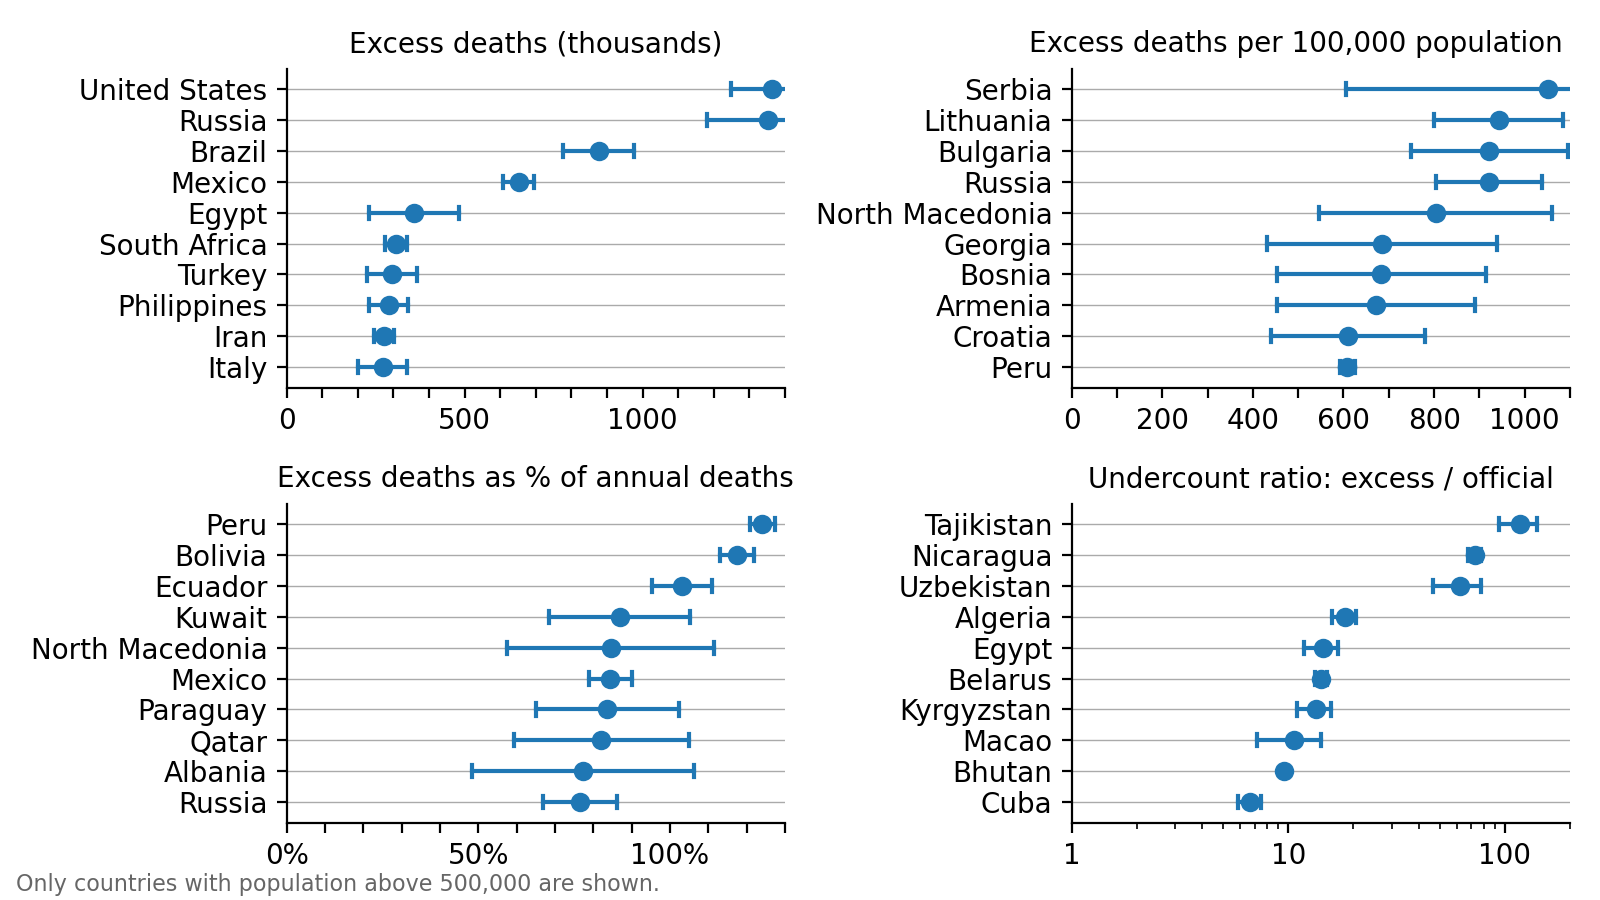 Excess deaths (thousands)
United States
Russia
Brazil
Mexico
Egypt
South Africa
Turkey
Philippines
Iran
Italy
0 500 1000
Excess deaths per 100,000 population
Serbia
Lithuania
Bulgaria
Russia
North Macedonia
Georgia
Bosnia
Armenia
Croatia
Peru
0 200 400 600 800 1000
Excess deaths as % of annual deaths
Peru
Bolivia
Ecuador
Kuwait
North Macedonia
Mexico
Paraguay
Qatar
Albania
Russia
0% 50% 100%
Undercount ratio: excess / official
Tajikistan
Nicaragua
Uzbekistan
Algeria
Egypt
Belarus
Kyrgyzstan
Macao
Bhutan
Cuba
1 10 100
Only countries with population above 500,000 are shown.